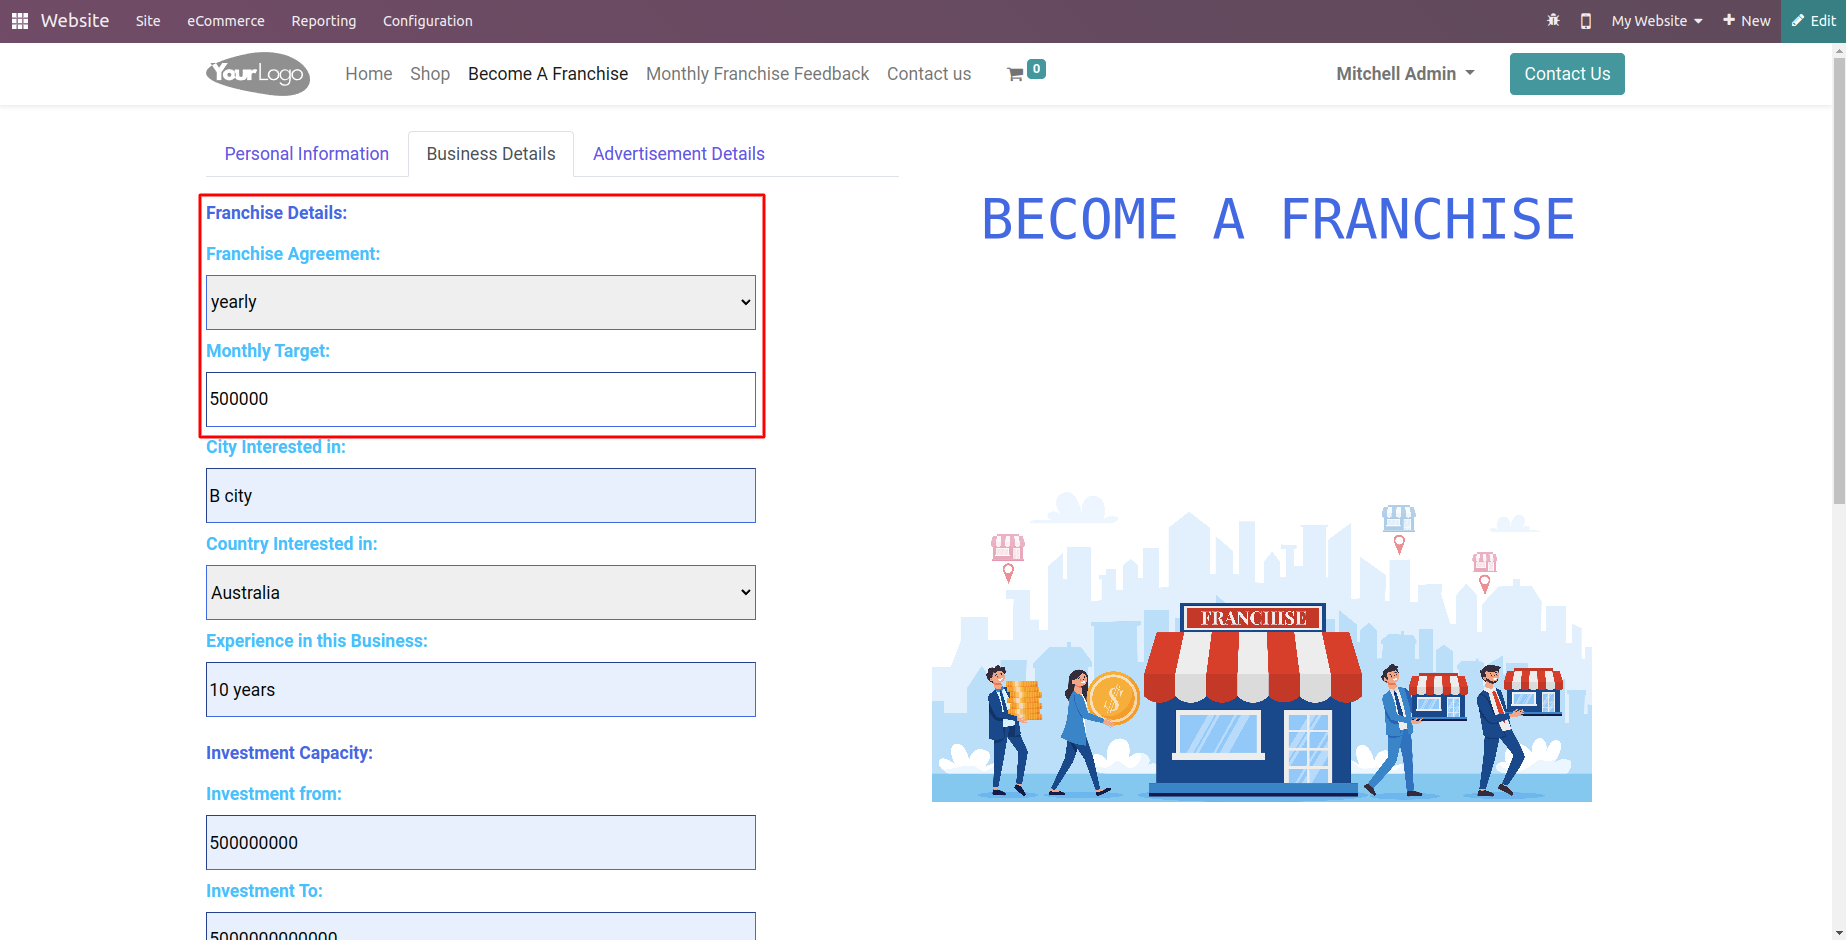 Website Site eCommerce Reporting Configuration My Website New Edit
YourLogo Home Shop Become A Franchise Monthly Franchise Feedback Contact us 0 Mitchell Admin Contact Us
Personal Information Business Details Advertisement Details
BECOME A FRANCHISE
Franchise Details:
Franchise Agreement:
yearly
Monthly Target:
500000
City Interested in:
B city
Country Interested in:
Australia
Experience in this Business:
10 years
Investment Capacity:
Investment from:
500000000
Investment To:
5000000000000
FRANCHISE
$